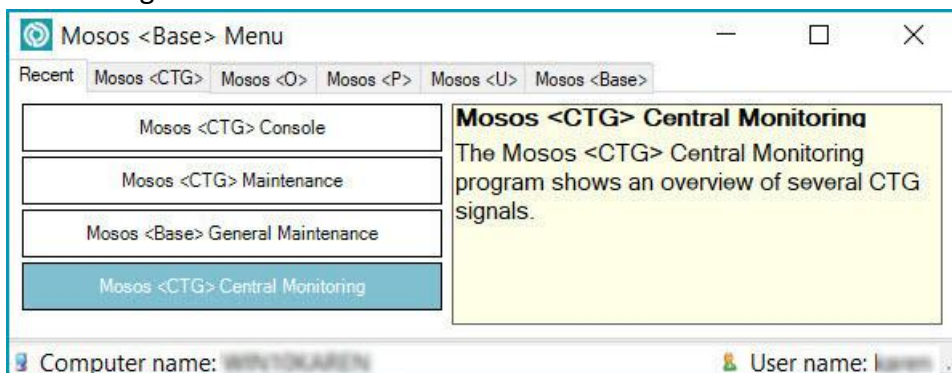 Mosos <Base> Menu
Recent Mosos <CTG> Mosos <O> Mosos <P> Mosos <U> Mosos <Base>
Mosos <CTG> Console
Mosos <CTG> Maintenance
Mosos <Base> General Maintenance
Mosos <CTG> Central Monitoring
Mosos <CTG> Central Monitoring
The Mosos <CTG> Central Monitoring
program shows an overview of several CTG
signals.
Computer name:
User name: